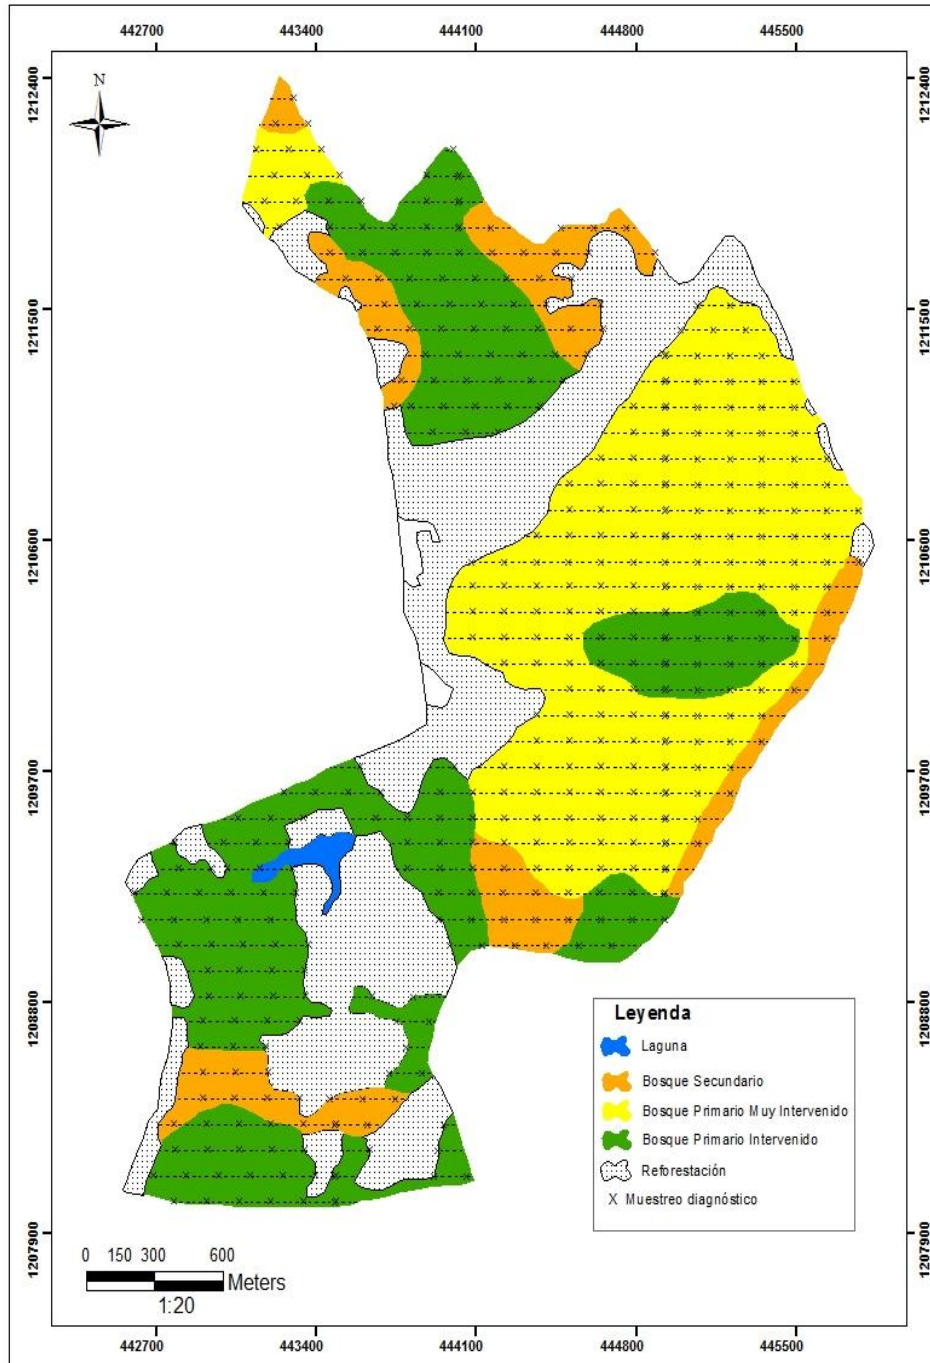 442700 443400 444100 444800 445500
N
1212400 1212400
1211500 1211500
1210600 1210600
1209700 1209700
1208800 1208800
1207900 1207900
Leyenda
Laguna
Bosque Secundario
Bosque Primario Muy Intervenido
Bosque Primario Intervenido
Reforestación
X Muestreo diagnóstico
0 150 300 600
Meters
1:20
442700 443400 444100 444800 445500